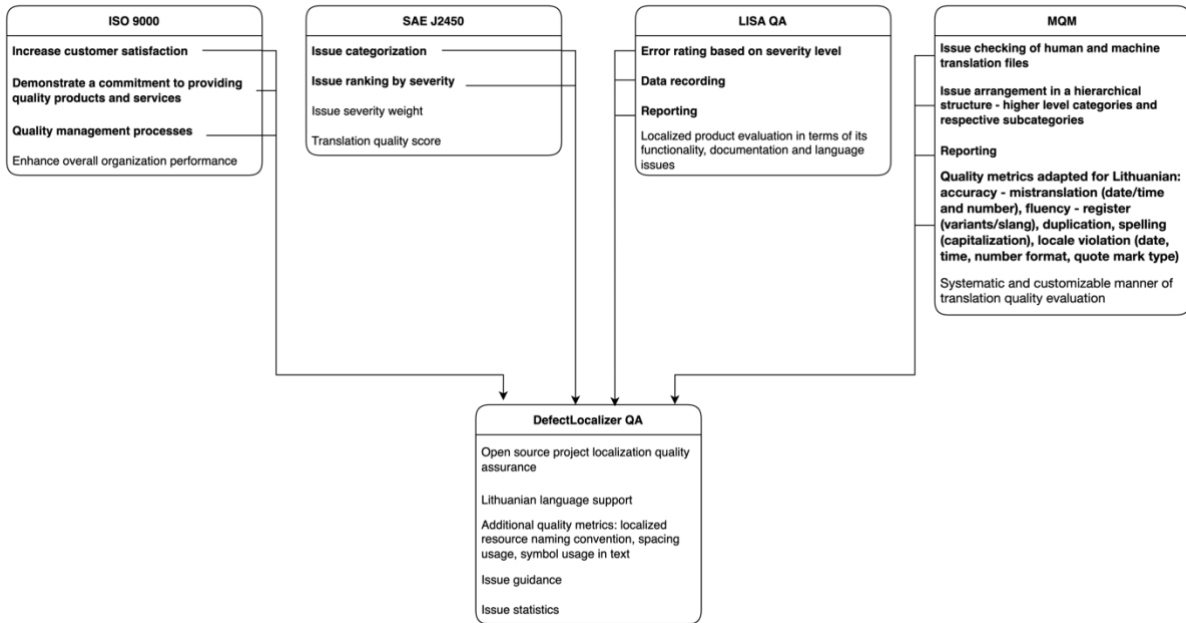 ISO 9000
Increase customer satisfaction
Demonstrate a commitment to providing
quality products and services
Quality management processes
Enhance overall organization performance
SAE J2450
Issue categorization
Issue ranking by severity
Issue severity weight
Translation quality score
LISA QA
Error rating based on severity level
Data recording
Reporting
Localized product evaluation in terms of its
functionality, documentation and language
issues
MQM
Issue checking of human and machine
translation files
Issue arrangement in a hierarchical
structure - higher level categories and
respective subcategories
Reporting
Quality metrics adapted for Lithuanian:
accuracy - mistranslation (date/time
and number), fluency - register
(variants/slang), duplication, spelling
(capitalization), locale violation (date,
time, number format, quote mark type)
Systematic and customizable manner of
translation quality evaluation
DefectLocalizer QA
Open source project localization quality
assurance
Lithuanian language support
Additional quality metrics: localized
resource naming convention, spacing
usage, symbol usage in text
Issue guidance
Issue statistics